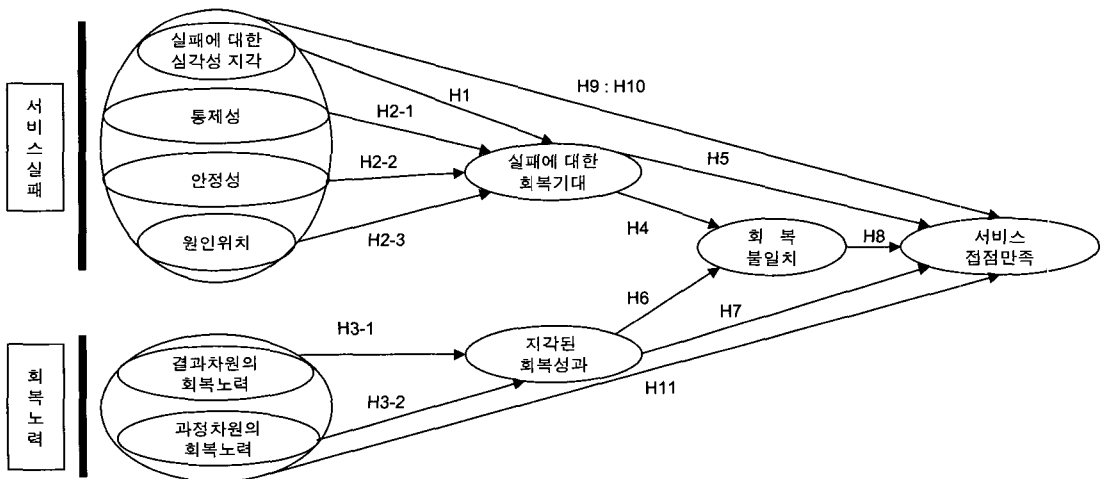 서
비
스
실
패
실패에 대한
심각성 지각
통제성
안정성
원인위치
H1
H2-1
H2-2
H2-3
H9 : H10
실패에 대한
회복기대
H5
H4
회 복
불일치
H8
서비스
접점만족
H6
H7
회
복
노
력
결과차원의
회복노력
과정차원의
회복노력
H3-1
H3-2
지각된
회복성과
H11